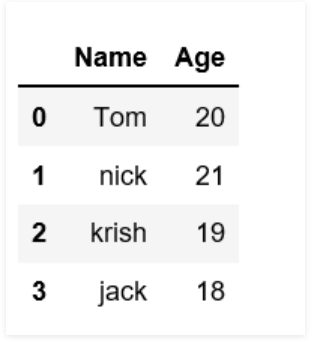 Name Age
0 Tom 20
1 nick 21
2 krish 19
3 jack 18